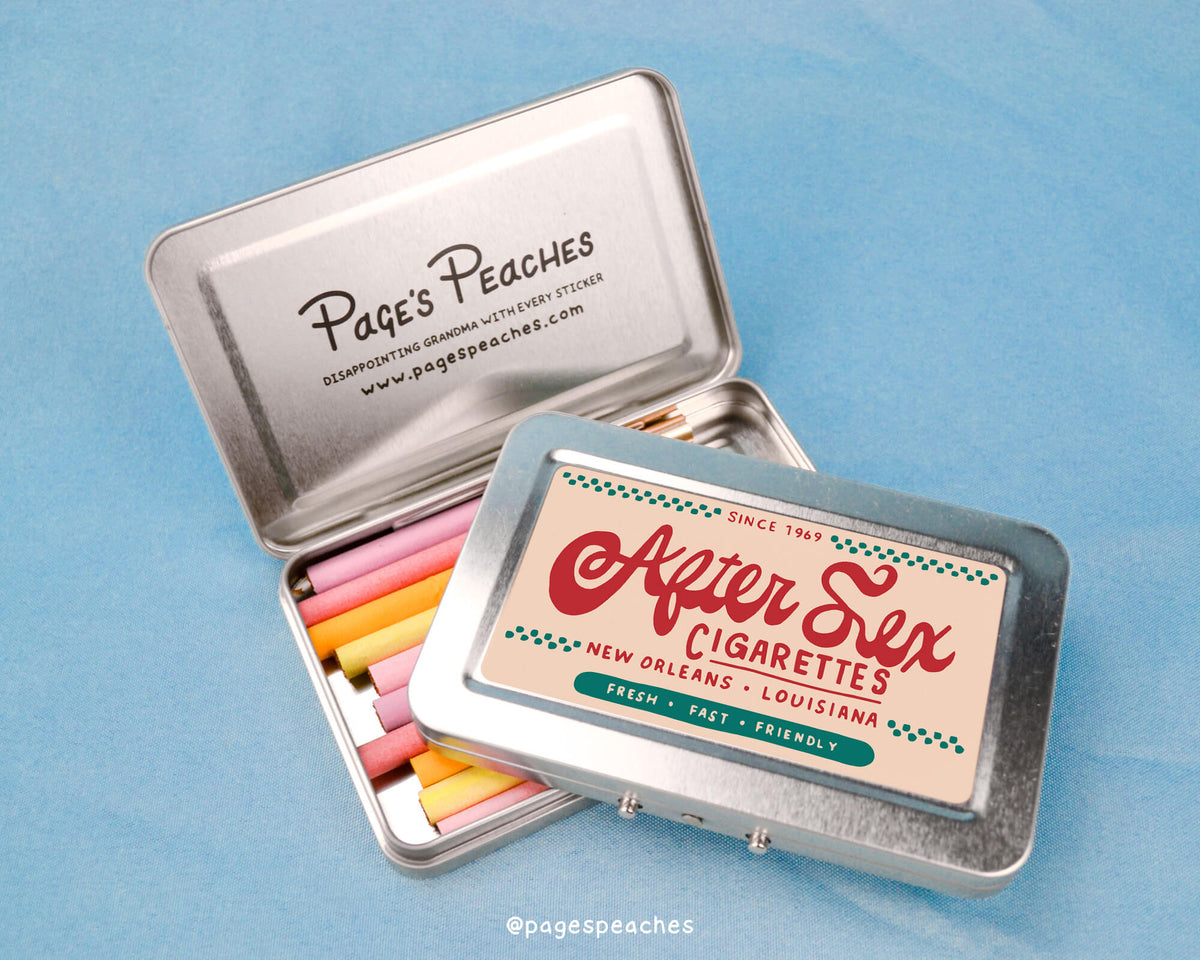 PAGE'S PEACHES
DISAPPOINTING GRANDMA WITH EVERY STICKER
www.pagespeaches.com
SINCE 1969
After Sex
CIGARETTES
NEW ORLEANS • LOUISIANA
FRESH • FAST • FRIENDLY
@pagespeaches